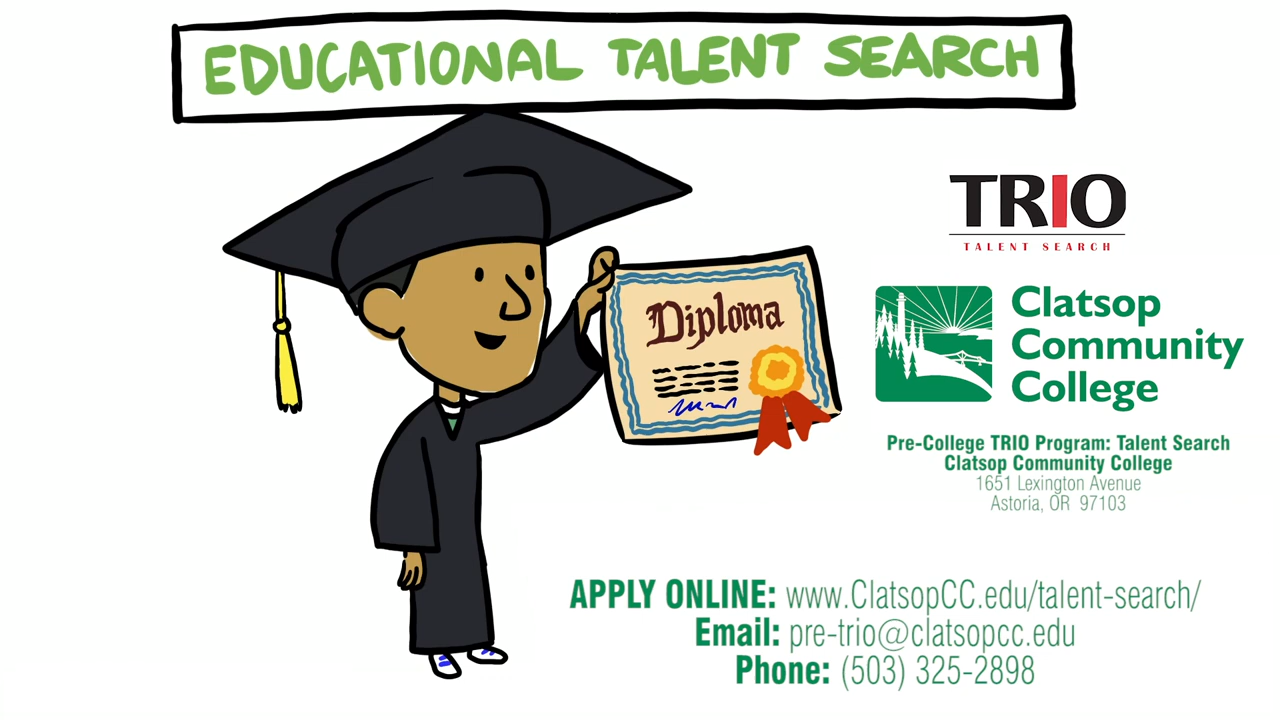 EDUCATIONAL TALENT SEARCH
TRIO
TALENT SEARCH
Clatsop
Community
College
Diploma
Pre-College TRIO Program: Talent Search
Clatsop Community College
1651 Lexington Avenue
Astoria, OR 97103
APPLY ONLINE: www.ClatsopCC.edu/talent-search/
Email: pre-trio@clatsopcc.edu
Phone: (503) 325-2898